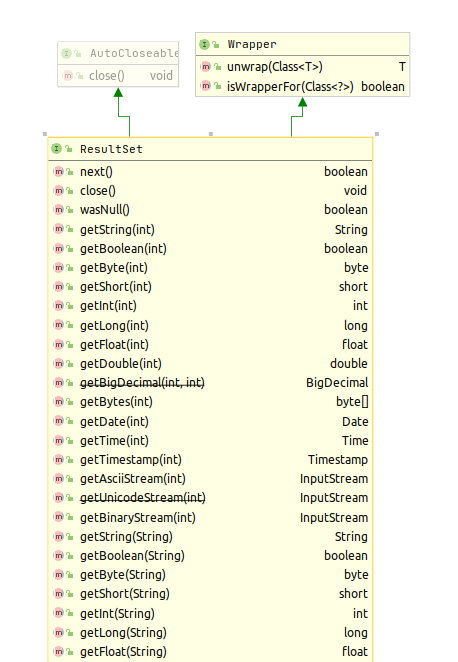 AutoCloseable
close() void
Wrapper
unwrap(Class<T>) T
isWrapperFor(Class<?>) boolean
ResultSet
next() boolean
close() void
wasNull() boolean
getString(int) String
getBoolean(int) boolean
getByte(int) byte
getShort(int) short
getInt(int) int
getLong(int) long
getFloat(int) float
getDouble(int) double
getBigDecimal(int, int) BigDecimal
getBytes(int) byte[]
getDate(int) Date
getTime(int) Time
getTimestamp(int) Timestamp
getAsciiStream(int) InputStream
getUnicodeStream(int) InputStream
getBinaryStream(int) InputStream
getString(String) String
getBoolean(String) boolean
getByte(String) byte
getShort(String) short
getInt(String) int
getLong(String) long
getFloat(String) float